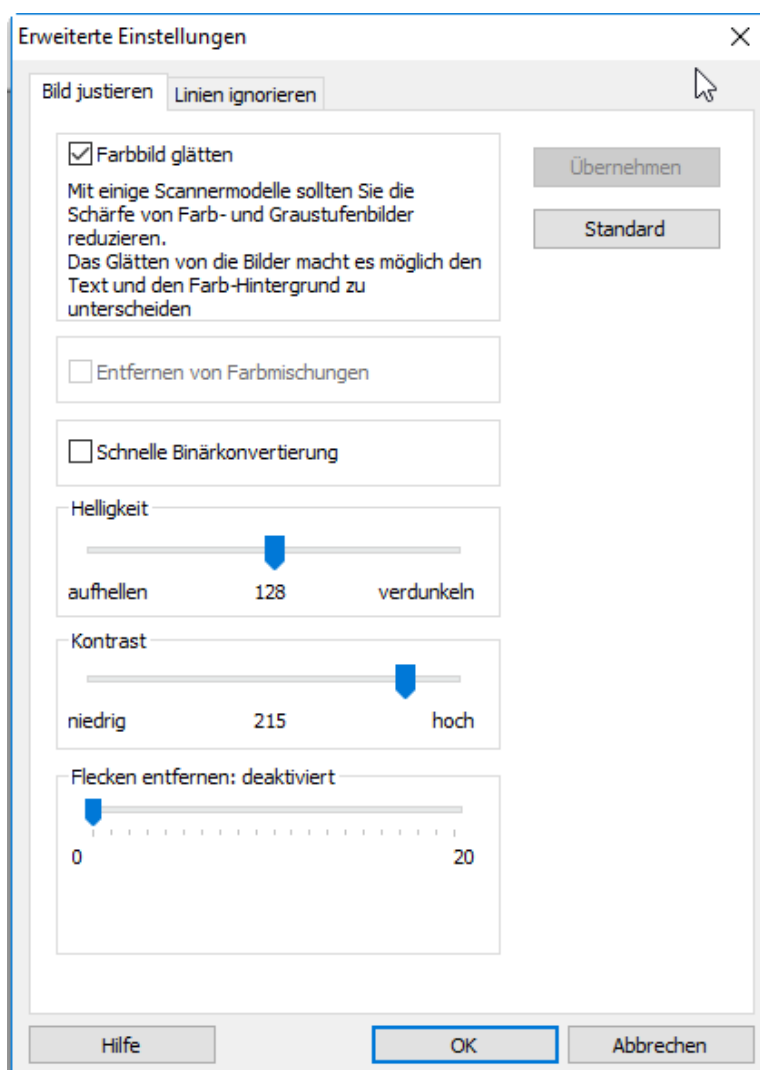 Erweiterte Einstellungen
Bild justieren
Linien ignorieren
Farbbild glätten
Mit einige Scannermodelle sollten Sie die
Schärfe von Farb- und Graustufenbilder
reduzieren.
Das Glätten von die Bilder macht es möglich den
Text und den Farb-Hintergrund zu
unterscheiden
Übernehmen
Standard
Entfernen von Farbmischungen
Schnelle Binärkonvertierung
Helligkeit
aufhellen 128 verdunkeln
Kontrast
niedrig 215 hoch
Flecken entfernen: deaktiviert
0 20
Hilfe OK Abbrechen